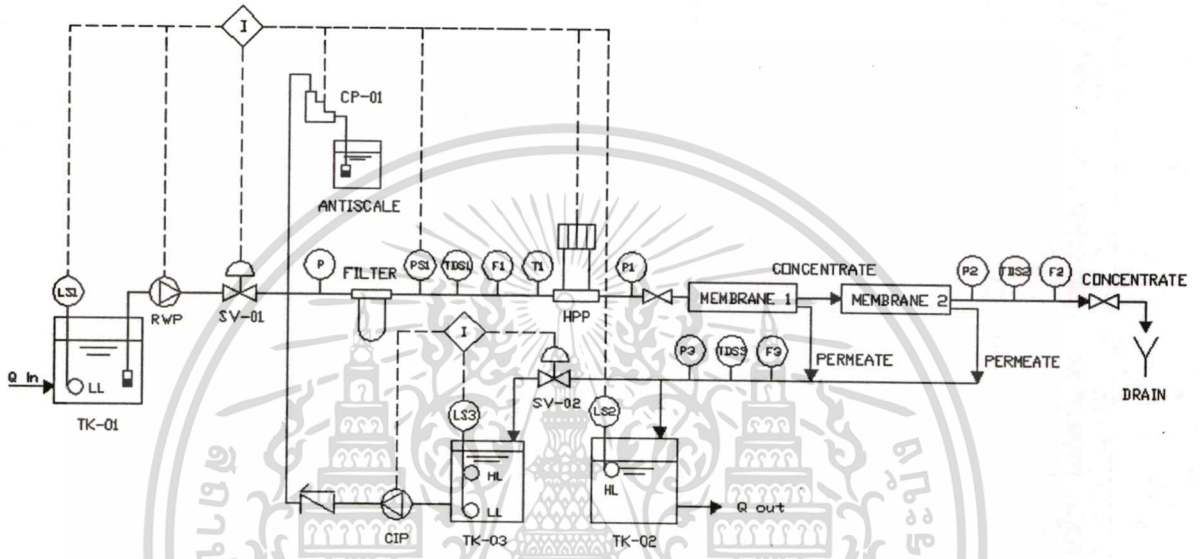 I
CP-01
ANTISCALE
LS1
RWP
SV-01
P
FILTER
PS1
TDS1
F1
T1
HPP
P1
MEMBRANE 1
CONCENTRATE
MEMBRANE 2
P2
TDS2
F2
CONCENTRATE
DRAIN
PERMEATE
PERMEATE
P3
TDS3
F3
I
SV-02
LS3
LS2
Q in
LL
TK-01
HL
LL
HL
Q out
CIP
TK-03
TK-02